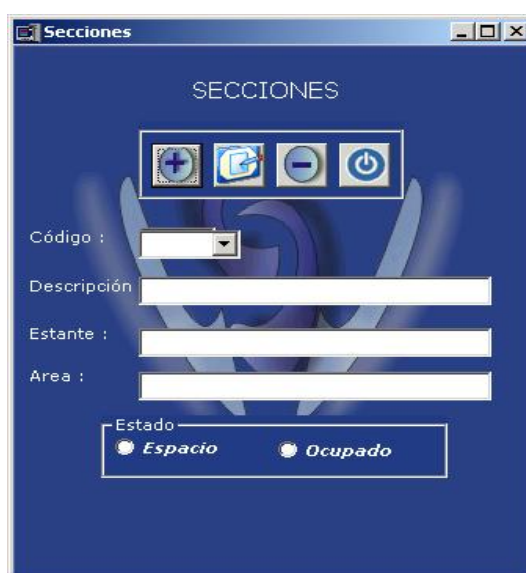 Secciones
SECCIONES
Código :
Descripción
Estante :
Area :
Estado
Espacio Ocupado